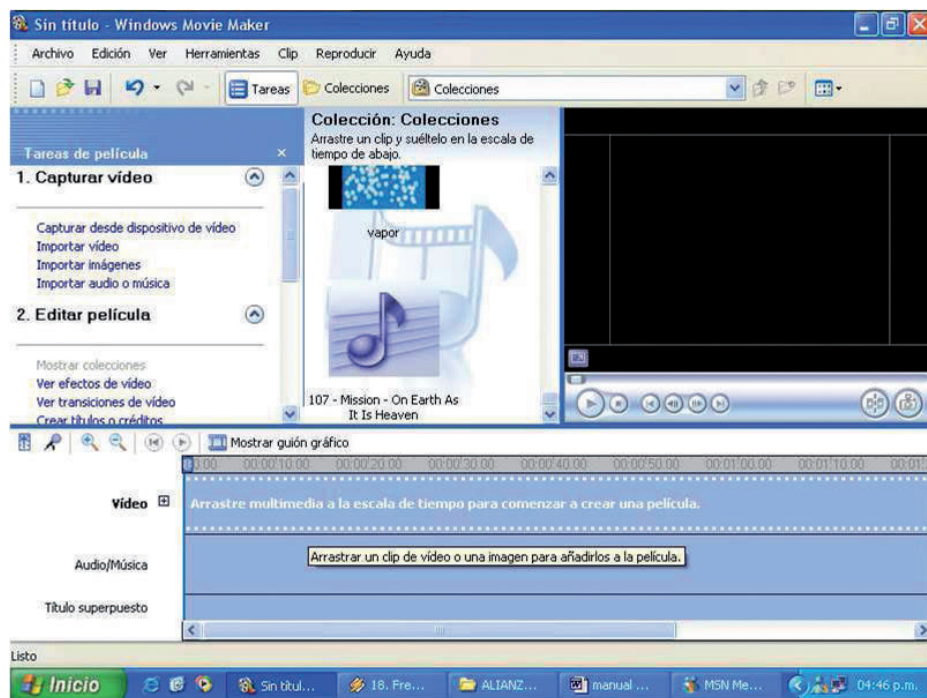 Sin título - Windows Movie Maker
Archivo Edición Ver Herramientas Clip Reproducir Ayuda
Tareas Colecciones Colecciones
Tareas de película
1. Capturar vídeo
Capturar desde dispositivo de vídeo
Importar vídeo
Importar imágenes
Importar audio o música
2. Editar película
Mostrar colecciones
Ver efectos de vídeo
Ver transiciones de vídeo
Crear títulos o créditos
Colección: Colecciones
Arrastre un clip y suéltelo en la escala de
tiempo de abajo.
vapor
107 - Mission - On Earth As
It Is Heaven
Mostrar guión gráfico
00:00:10.00 00:00:20.00 00:00:30.00 00:00:40.00 00:00:50.00 00:01:00.00 00:01:10.00
Vídeo
Arrastre multimedia a la escala de tiempo para comenzar a crear una película.
Arrastrar un clip de vídeo o una imagen para añadirlos a la película.
Audio/Música
Título superpuesto
Listo
Inicio Sin títul... 18. Fre... ALIANZ... manual ... MSN Me... 04:46 p.m.